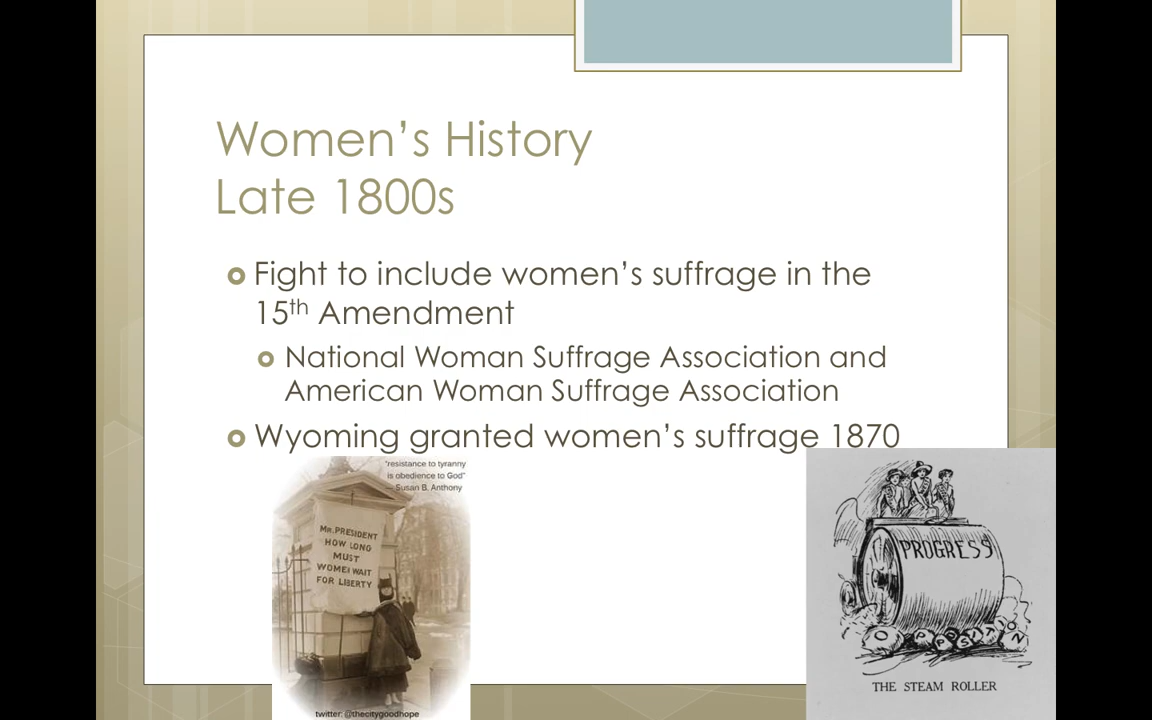 Women’s History
Late 1800s
Fight to include women’s suffrage in the
15th Amendment
National Woman Suffrage Association and
American Woman Suffrage Association
Wyoming granted women’s suffrage 1870
"resistance to tyranny
is obedience to God"
— Susan B. Anthony
MR. PRESIDENT
HOW LONG
MUST
WOMEN WAIT
FOR LIBERTY
twitter: @thecitygoodhope
PROGRESS
OPPOSITION
THE STEAM ROLLER